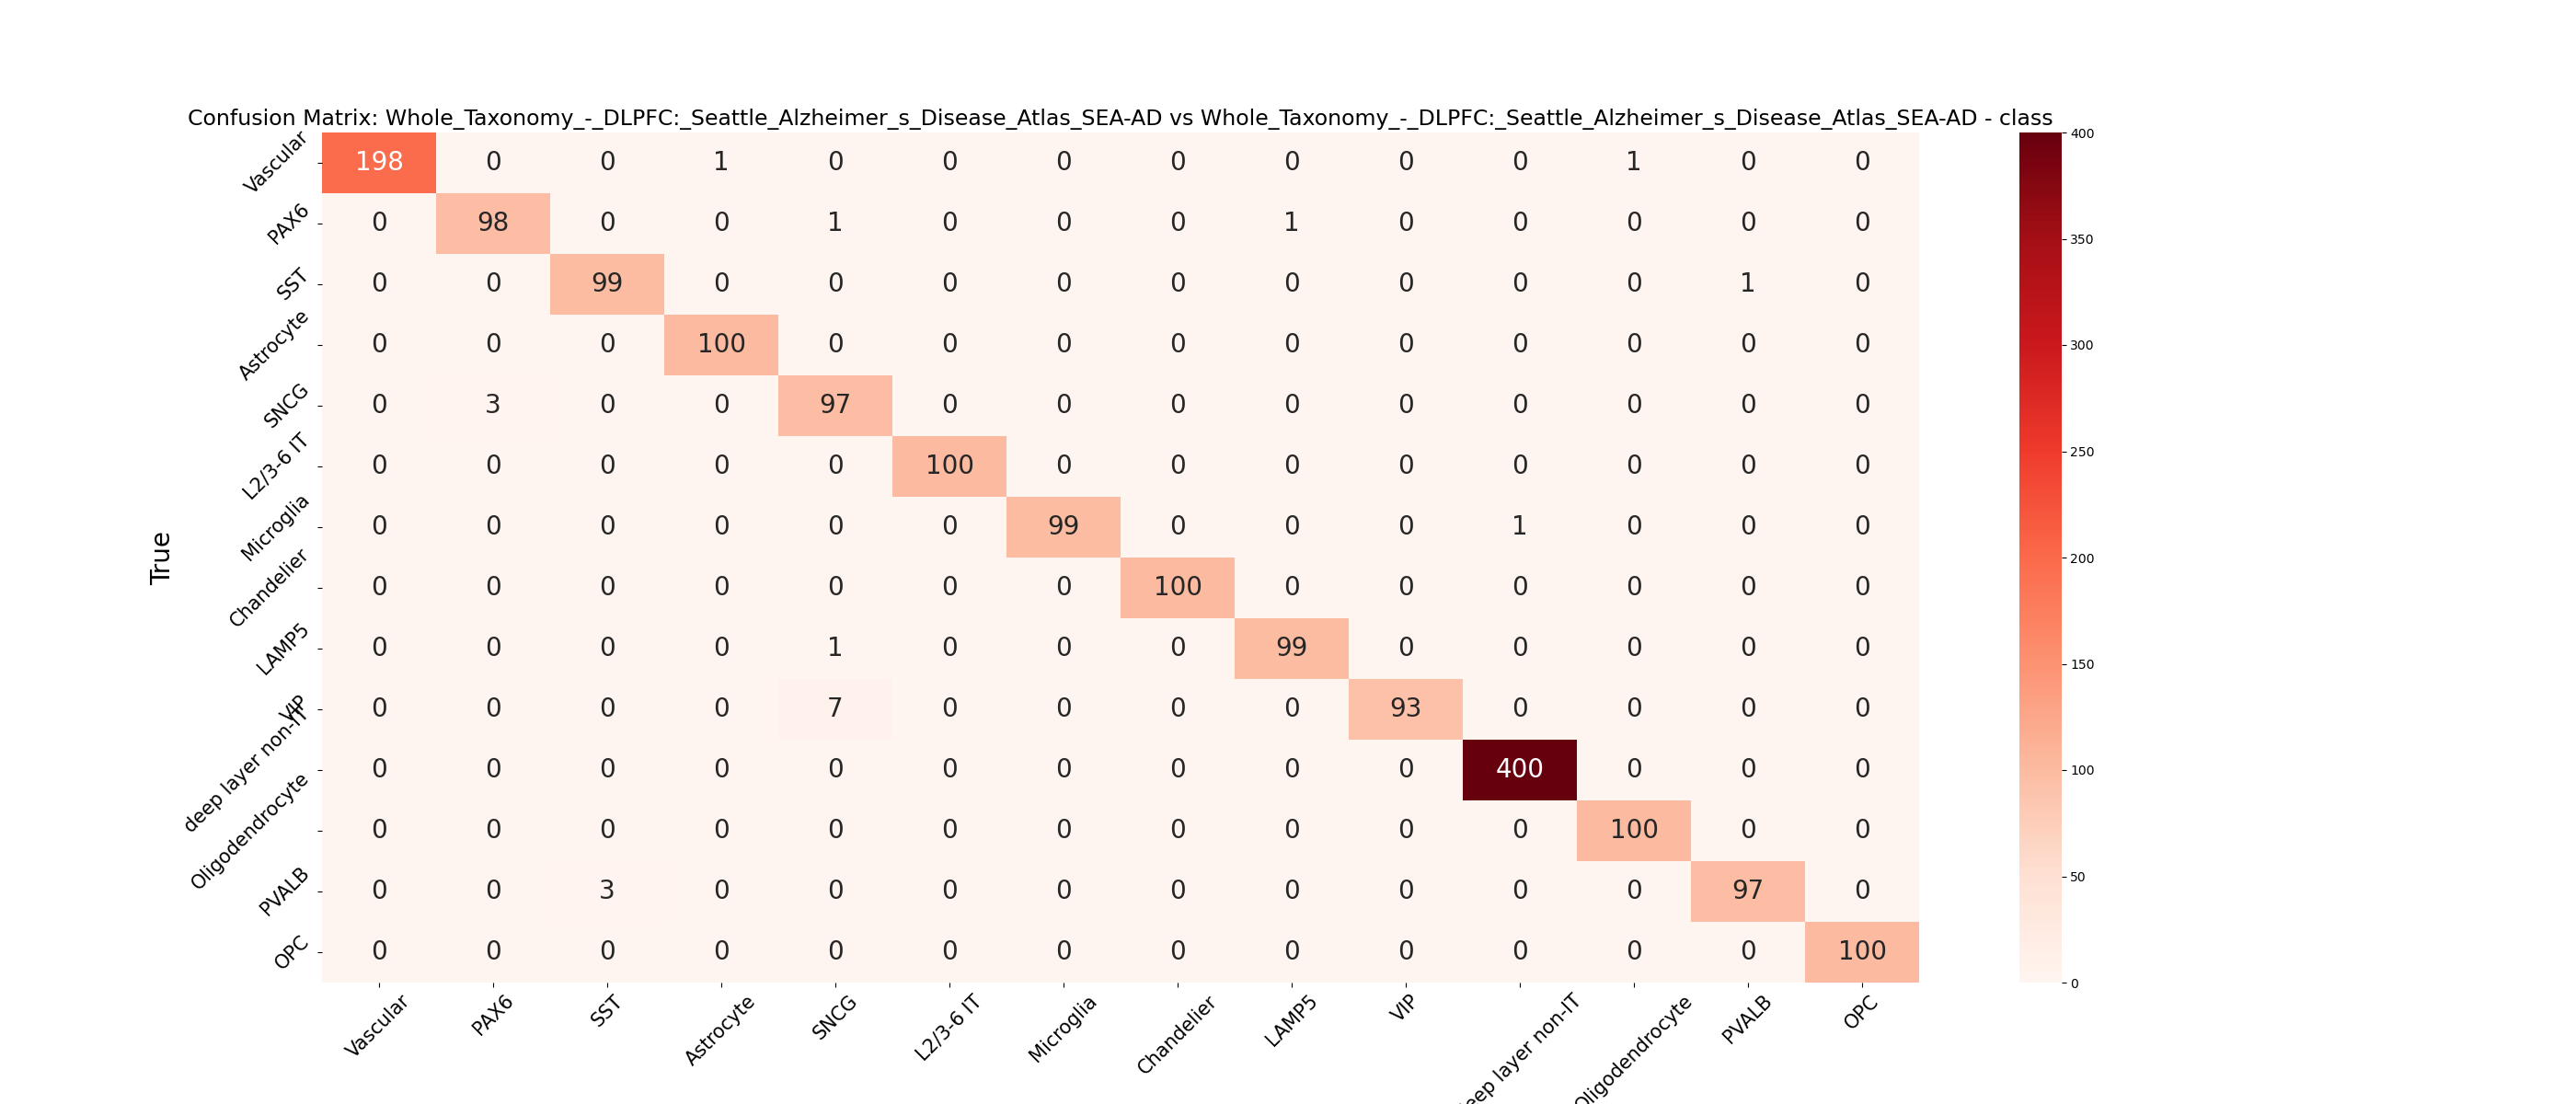 Confusion Matrix: Whole_Taxonomy_-_DLPFC:_Seattle_Alzheimer_s_Disease_Atlas_SEA-AD vs Whole_Taxonomy_-_DLPFC:_Seattle_Alzheimer_s_Disease_Atlas_SEA-AD - class
True
Vascular 198 0 0 1 0 0 0 0 0 0 0 1 0 0
PAX6 0 98 0 0 1 0 0 0 1 0 0 0 0 0
SST 0 0 99 0 0 0 0 0 0 0 0 0 1 0
Astrocyte 0 0 0 100 0 0 0 0 0 0 0 0 0 0
SNCG 0 3 0 0 97 0 0 0 0 0 0 0 0 0
L2/3-6 IT 0 0 0 0 0 100 0 0 0 0 0 0 0 0
Microglia 0 0 0 0 0 0 99 0 0 0 1 0 0 0
Chandelier 0 0 0 0 0 0 0 100 0 0 0 0 0 0
LAMP5 0 0 0 0 1 0 0 0 99 0 0 0 0 0
VIP 0 0 0 0 7 0 0 0 0 93 0 0 0 0
deep layer non-IT 0 0 0 0 0 0 0 0 0 0 400 0 0 0
Oligodendrocyte 0 0 0 0 0 0 0 0 0 0 0 100 0 0
PVALB 0 0 3 0 0 0 0 0 0 0 0 0 97 0
OPC 0 0 0 0 0 0 0 0 0 0 0 0 0 100
Vascular PAX6 SST Astrocyte SNCG L2/3-6 IT Microglia Chandelier LAMP5 VIP layer non-IT Oligodendrocyte PVALB OPC
400
350
300
250
200
150
100
50
0